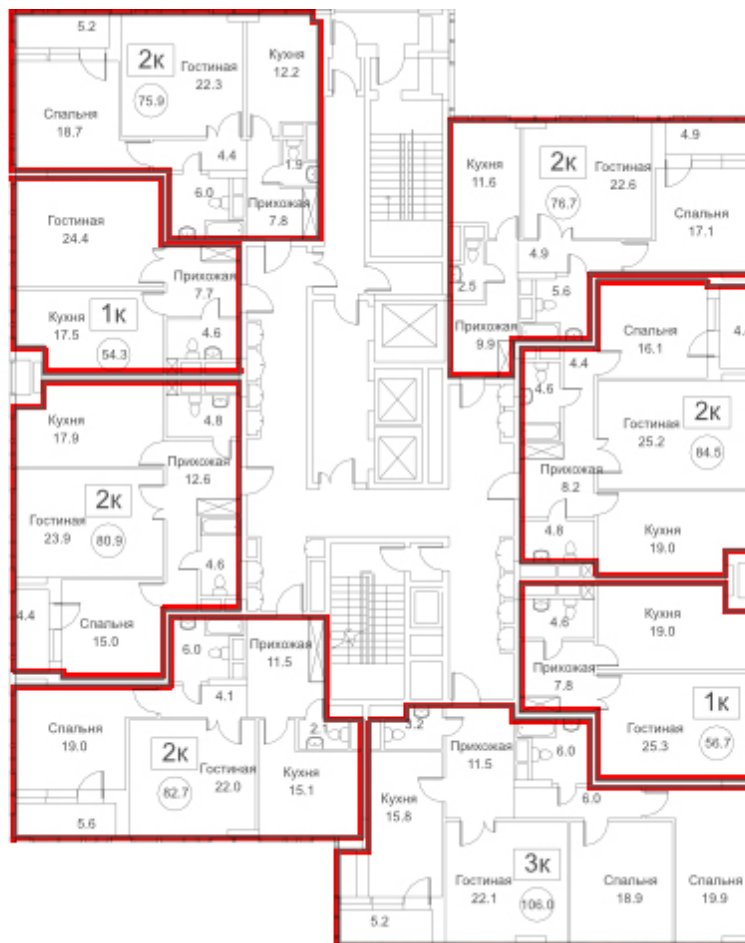 5.2
2к
75.9
Гостиная
22.3
Кухня
12.2
Спальня
18.7
4.4
1.9
6.0
Прихожая
7.8
Гостиная
24.4
Прихожая
7.7
Кухня
17.5
1к
54.3
4.6
Кухня
17.9
4.8
Прихожая
12.6
2к
80.9
Гостиная
23.9
4.6
4.4
Спальня
15.0
6.0
Прихожая
11.5
4.1
Спальня
19.0
2к
82.7
Гостиная
22.0
2.1
Кухня
15.1
5.6
Кухня
11.6
2к
76.7
Гостиная
22.6
4.9
Спальня
17.1
4.9
2.5
5.6
Прихожая
9.9
Спальня
16.1
4.4
4.6
2к
84.5
Гостиная
25.2
Прихожая
8.2
4.8
Кухня
19.0
4.6
Кухня
19.0
Прихожая
7.8
1к
56.7
Гостиная
25.3
3.2
Прихожая
11.5
6.0
6.0
Кухня
15.8
3к
106.0
Гостиная
22.1
Спальня
18.9
Спальня
19.9
5.2